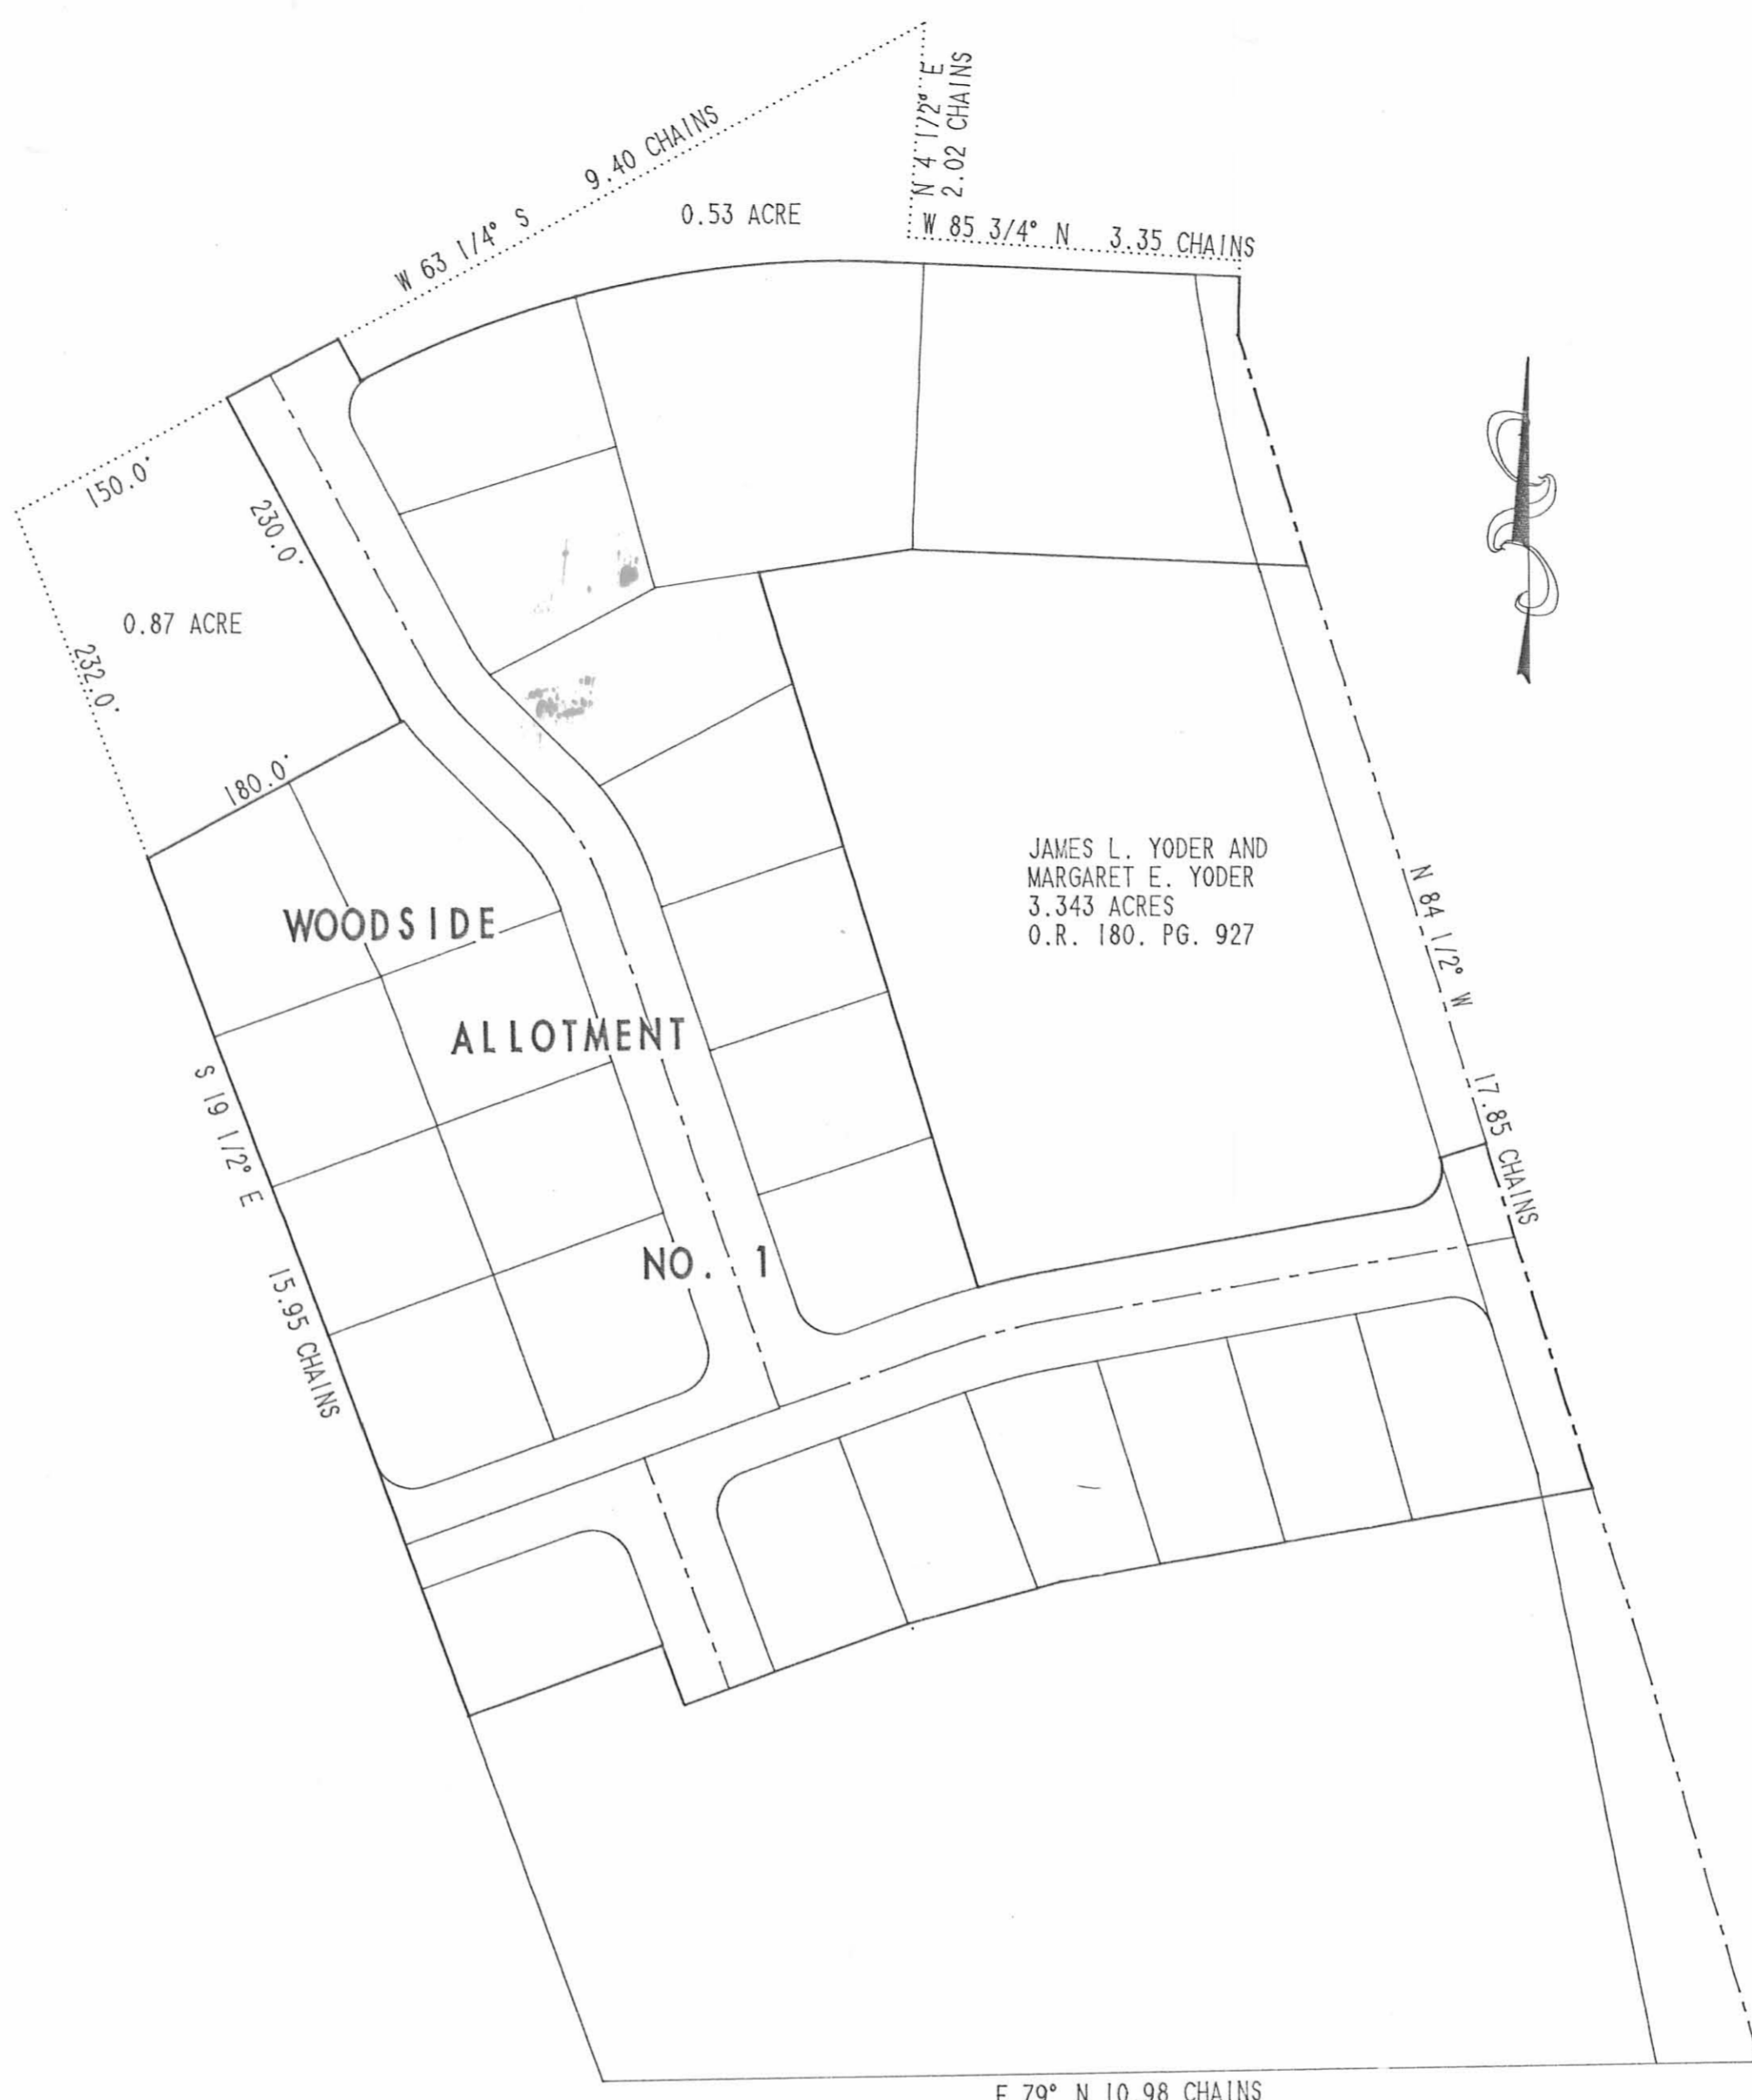 N 4 1/2° E
2.02 CHAINS
9.40 CHAINS
W 63 1/4° S
0.53 ACRE
W 85 3/4° N 3.35 CHAINS
150.0'
230.0'
0.87 ACRE
232.0'
180.0'
JAMES L. YODER AND
MARGARET E. YODER
3.343 ACRES
O.R. 180. PG. 927
N 84 1/2° W 17.85 CHAINS
WOODSIDE
ALLOTMENT
NO. 1
S 19 1/2° E 15.95 CHAINS
E 79° N 10.98 CHAINS